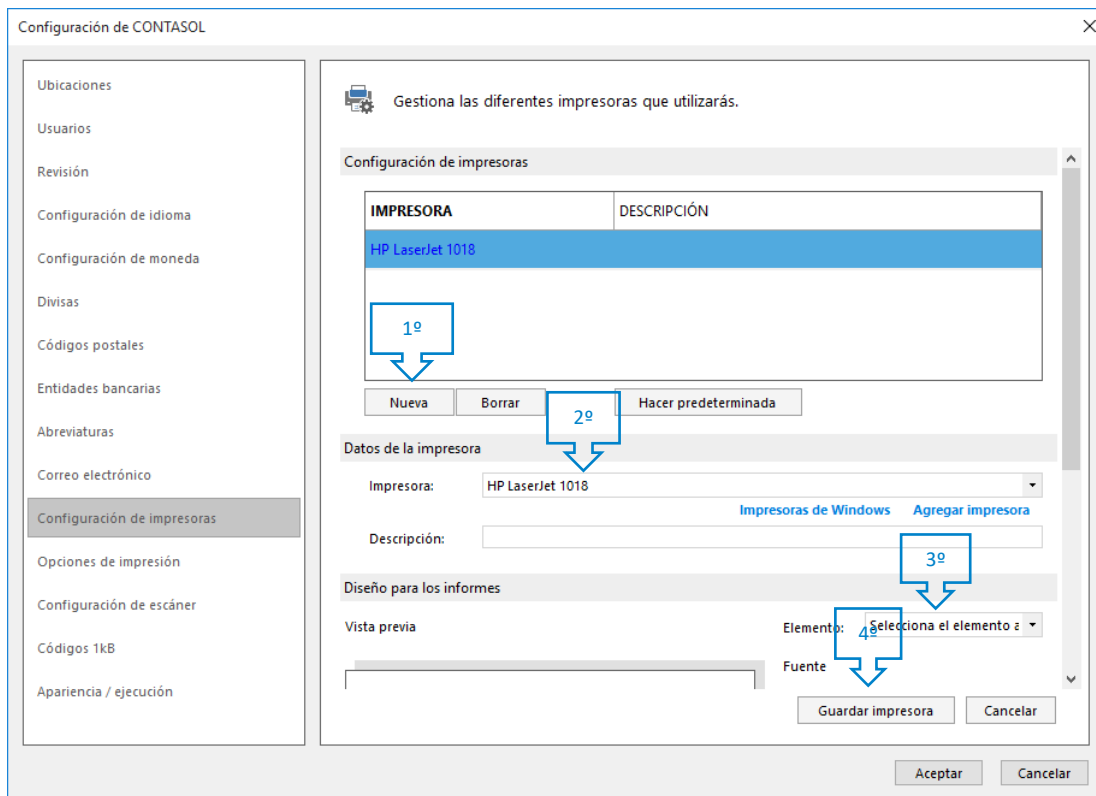 Configuración de CONTASOL
Ubicaciones
Usuarios
Revisión
Configuración de idioma
Configuración de moneda
Divisas
Códigos postales
Entidades bancarias
Abreviaturas
Correo electrónico
Configuración de impresoras
Opciones de impresión
Configuración de escáner
Códigos 1kB
Apariencia / ejecución
Gestiona las diferentes impresoras que utilizarás.
Configuración de impresoras
IMPRESORA DESCRIPCIÓN
HP LaserJet 1018
1º
Nueva Borrar Hacer predeterminada
2º
Datos de la impresora
Impresora: HP LaserJet 1018
Impresoras de Windows Agregar impresora
Descripción:
3º
Diseño para los informes
Vista previa
Elemento: Selecciona el elemento a
4º
Fuente
Guardar impresora Cancelar
Aceptar Cancelar